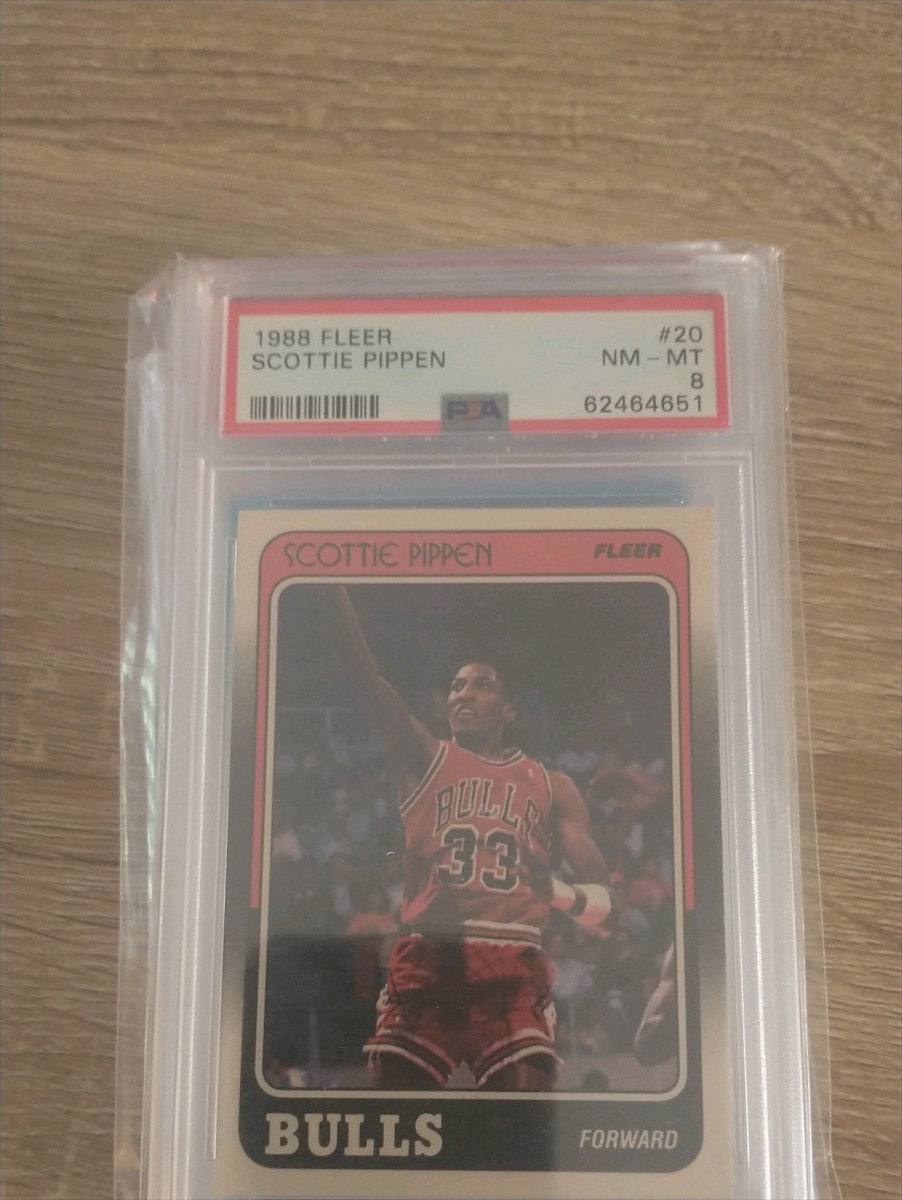 1988 FLEER #20
SCOTTIE PIPPEN NM - MT
8
PSA 62464651
SCOTTIE PIPPEN FLEER
BULLS
33
BULLS FORWARD